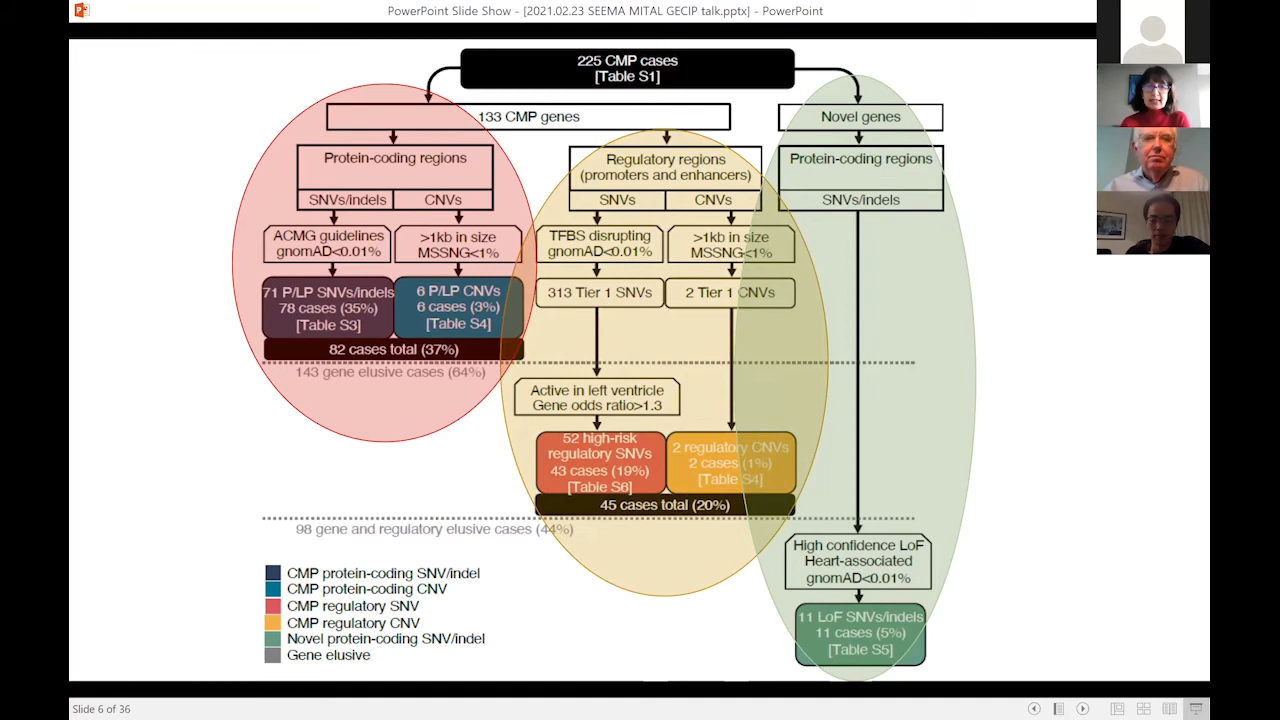 PowerPoint Slide Show - [2021.02.23 SEEMA MITAL GECIP talk.pptx] - PowerPoint
225 CMP cases
[Table S1]
133 CMP genes
Novel genes
Protein-coding regions
Regulatory regions
(promoters and enhancers)
Protein-coding regions
SNVs/indels
CNVs
SNVs
CNVs
SNVs/indels
ACMG guidelines
gnomAD<0.01%
>1kb in size
MSSNG<1%
TFBS disrupting
gnomAD<0.01%
>1kb in size
MSSNG<1%
71 P/LP SNVs/indels
78 cases (35%)
[Table S3]
6 P/LP CNVs
6 cases (3%)
[Table S4]
313 Tier 1 SNVs
2 Tier 1 CNVs
82 cases total (37%)
143 gene elusive cases (64%)
Active in left ventricle
Gene odds ratio>1.3
52 high-risk
regulatory SNVs
43 cases (19%)
[Table S6]
2 regulatory CNVs
2 cases (1%)
[Table S4]
45 cases total (20%)
98 gene and regulatory elusive cases (44%)
High confidence LoF
Heart-associated
gnomAD<0.01%
11 LoF SNVs/indels
11 cases (5%)
[Table S5]
CMP protein-coding SNV/indel
CMP protein-coding CNV
CMP regulatory SNV
CMP regulatory CNV
Novel protein-coding SNV/indel
Gene elusive
Slide 6 of 36